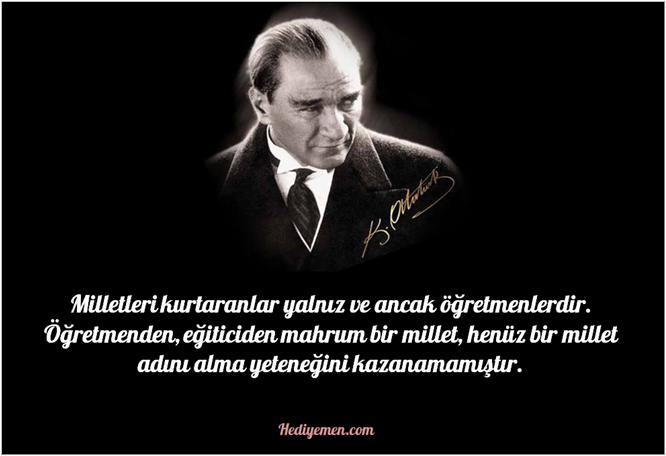 K. Atatürk
Milletleri kurtaranlar yalnız ve ancak öğretmenlerdir.
Öğretmenden, eğiticiden mahrum bir millet, henüz bir millet
adını alma yeteneğini kazanamamıştır.
Hediyemen.com